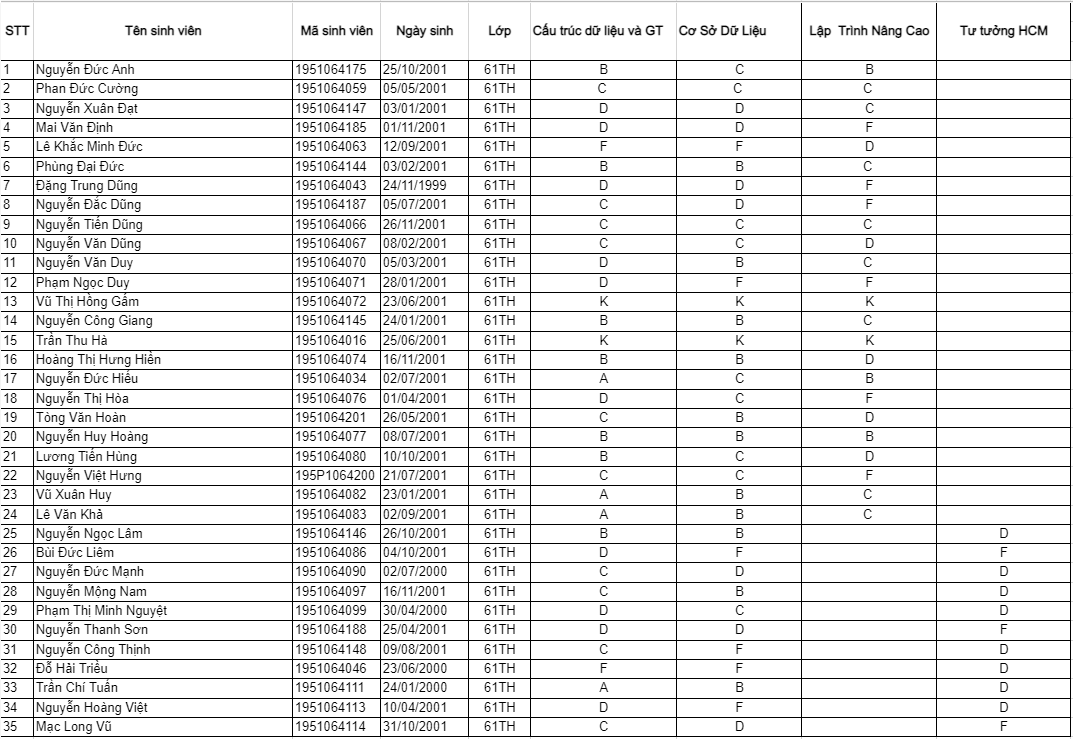 STT Tên sinh viên Mã sinh viên Ngày sinh Lớp Cấu trúc dữ liệu và GT Cơ Sở Dữ Liệu Lập Trình Nâng Cao Tư tưởng HCM
1 Nguyễn Đức Anh 1951064175 25/10/2001 61TH B C B
2 Phan Đức Cường 1951064059 05/05/2001 61TH C C C
3 Nguyễn Xuân Đạt 1951064147 03/01/2001 61TH D D C
4 Mai Văn Định 1951064185 01/11/2001 61TH D D F
5 Lê Khắc Minh Đức 1951064063 12/09/2001 61TH F F D
6 Phùng Đại Đức 1951064144 03/02/2001 61TH B B C
7 Đặng Trung Dũng 1951064043 24/11/1999 61TH D D F
8 Nguyễn Đắc Dũng 1951064187 05/07/2001 61TH C D F
9 Nguyễn Tiến Dũng 1951064066 26/11/2001 61TH C C C
10 Nguyễn Văn Dũng 1951064067 08/02/2001 61TH C C D
11 Nguyễn Văn Duy 1951064070 05/03/2001 61TH D B C
12 Phạm Ngọc Duy 1951064071 28/01/2001 61TH D F F
13 Vũ Thị Hồng Gấm 1951064072 23/06/2001 61TH K K K
14 Nguyễn Công Giang 1951064145 24/01/2001 61TH B B C
15 Trần Thu Hà 1951064016 25/06/2001 61TH K K K
16 Hoàng Thị Hưng Hiền 1951064074 16/11/2001 61TH B B D
17 Nguyễn Đức Hiếu 1951064034 02/07/2001 61TH A C B
18 Nguyễn Thị Hòa 1951064076 01/04/2001 61TH D C F
19 Tòng Văn Hoàn 1951064201 26/05/2001 61TH C B D
20 Nguyễn Huy Hoàng 1951064077 08/07/2001 61TH B B B
21 Lương Tiến Hùng 1951064080 10/10/2001 61TH B C D
22 Nguyễn Việt Hưng 195P1064200 21/07/2001 61TH C C F
23 Vũ Xuân Huy 1951064082 23/01/2001 61TH A B C
24 Lê Văn Khả 1951064083 02/09/2001 61TH A B C
25 Nguyễn Ngọc Lâm 1951064146 26/10/2001 61TH B B D
26 Bùi Đức Liêm 1951064086 04/10/2001 61TH D F F
27 Nguyễn Đức Mạnh 1951064090 02/07/2000 61TH C D D
28 Nguyễn Mộng Nam 1951064097 16/11/2001 61TH C B D
29 Phạm Thị Minh Nguyệt 1951064099 30/04/2000 61TH D C D
30 Nguyễn Thanh Sơn 1951064188 25/04/2001 61TH D D F
31 Nguyễn Công Thịnh 1951064148 09/08/2001 61TH C F D
32 Đỗ Hải Triều 1951064046 23/06/2000 61TH F F D
33 Trần Chí Tuấn 1951064111 24/01/2000 61TH A B D
34 Nguyễn Hoàng Việt 1951064113 10/04/2001 61TH D F D
35 Mạc Long Vũ 1951064114 31/10/2001 61TH C D F